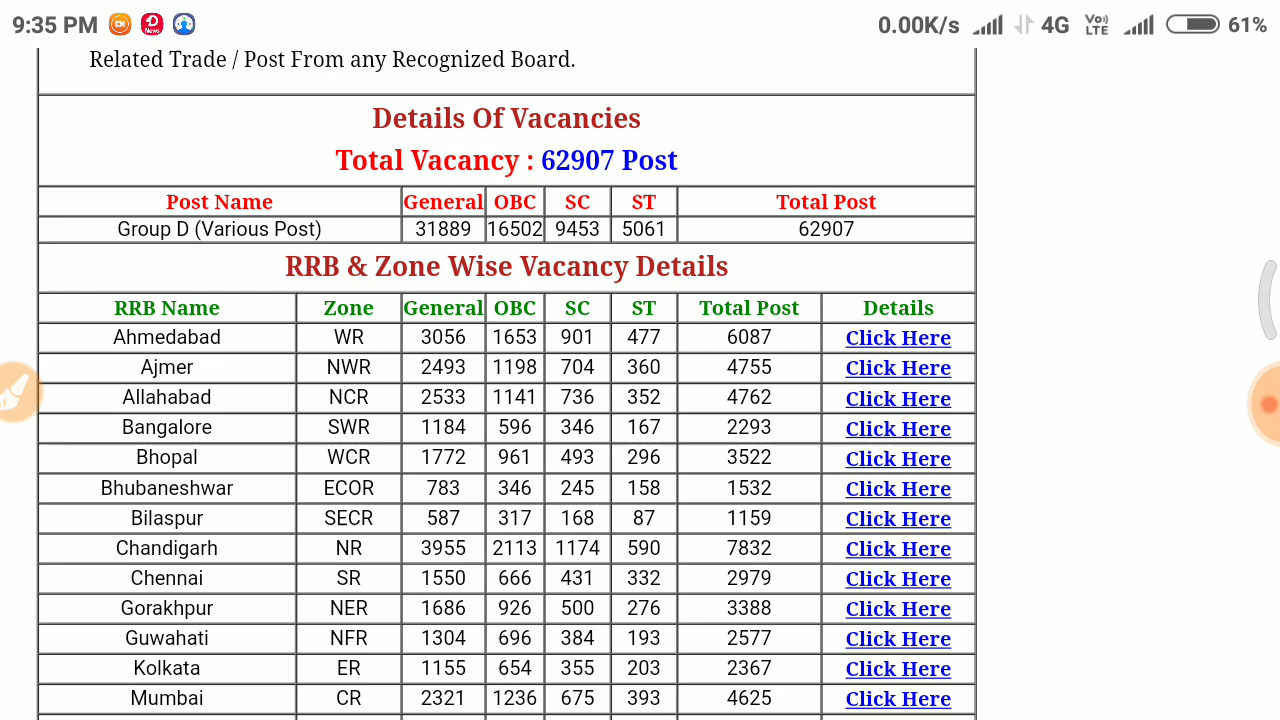 9:35 PM News 0.00K/s 4G Vo)) LTE 61%
Related Trade / Post From any Recognized Board.
Details Of Vacancies
Total Vacancy : 62907 Post
Post Name General OBC SC ST Total Post
Group D (Various Post) 31889 16502 9453 5061 62907
RRB & Zone Wise Vacancy Details
RRB Name Zone General OBC SC ST Total Post Details
Ahmedabad WR 3056 1653 901 477 6087 Click Here
Ajmer NWR 2493 1198 704 360 4755 Click Here
Allahabad NCR 2533 1141 736 352 4762 Click Here
Bangalore SWR 1184 596 346 167 2293 Click Here
Bhopal WCR 1772 961 493 296 3522 Click Here
Bhubaneshwar ECOR 783 346 245 158 1532 Click Here
Bilaspur SECR 587 317 168 87 1159 Click Here
Chandigarh NR 3955 2113 1174 590 7832 Click Here
Chennai SR 1550 666 431 332 2979 Click Here
Gorakhpur NER 1686 926 500 276 3388 Click Here
Guwahati NFR 1304 696 384 193 2577 Click Here
Kolkata ER 1155 654 355 203 2367 Click Here
Mumbai CR 2321 1236 675 393 4625 Click Here